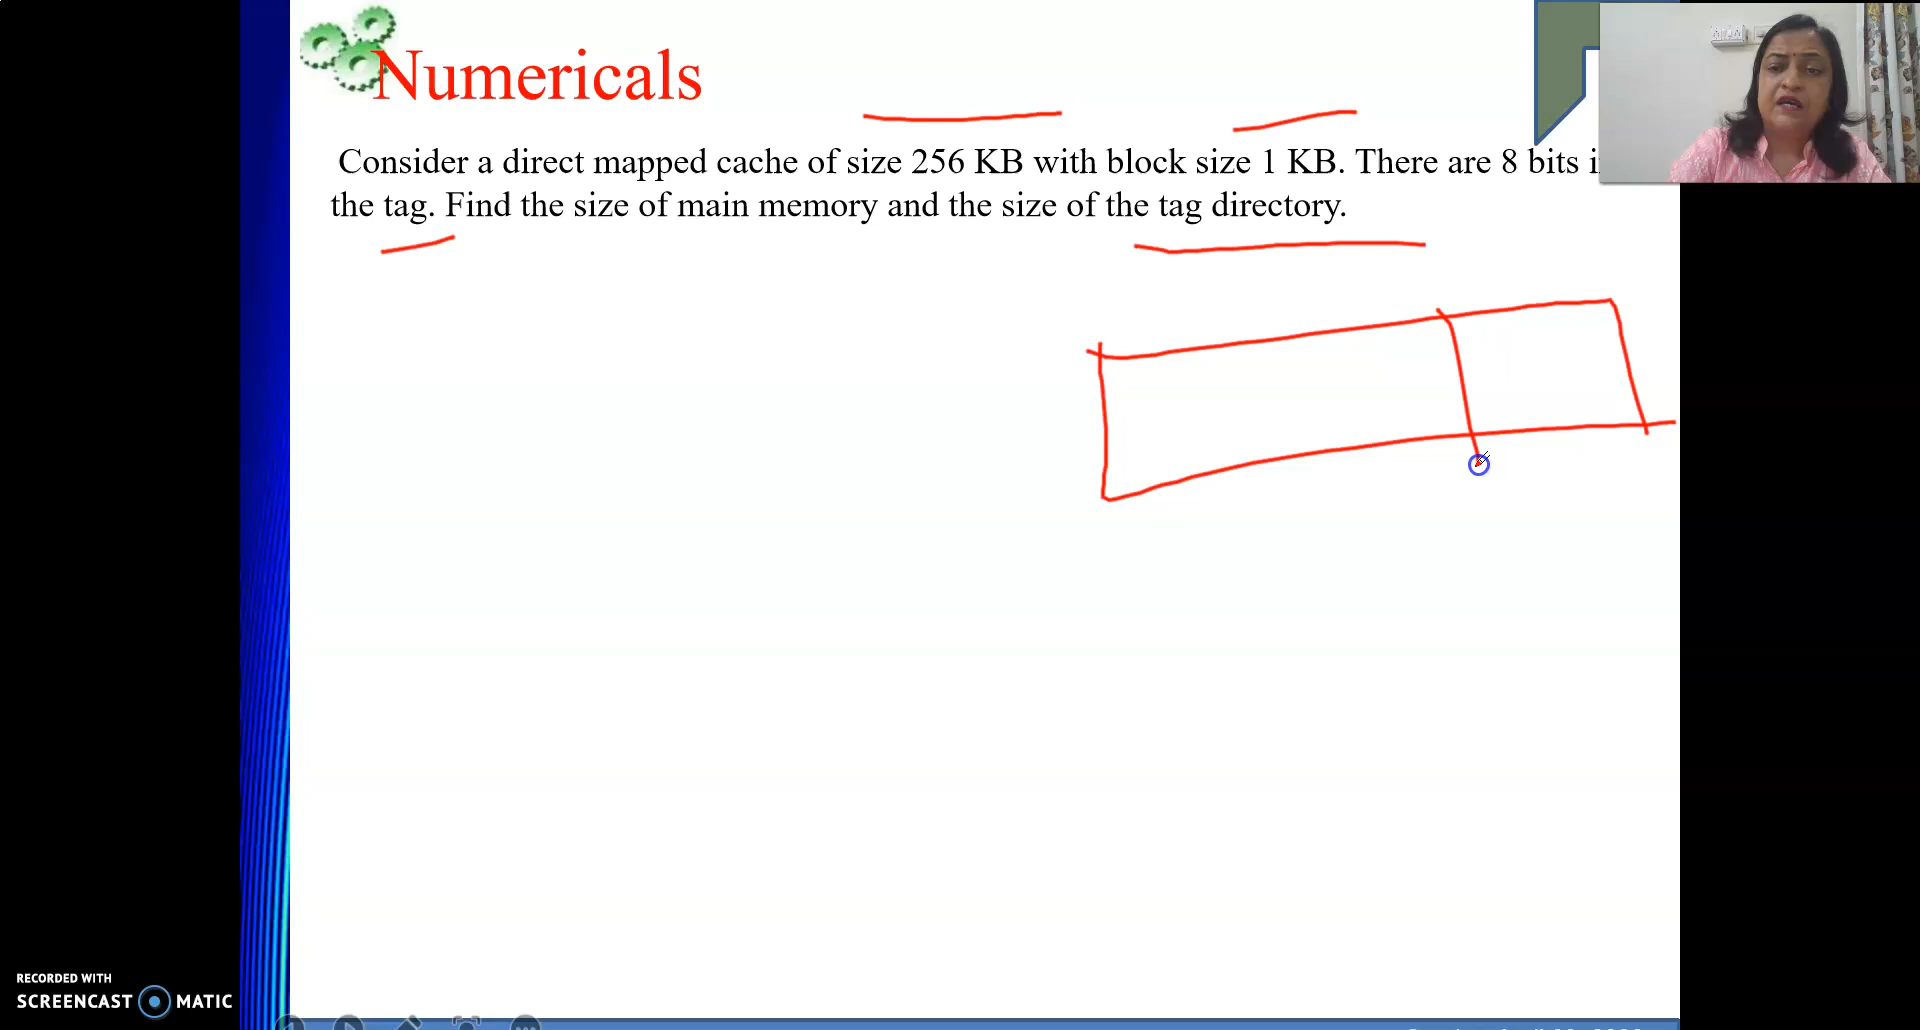 Numericals
Consider a direct mapped cache of size 256 KB with block size 1 KB. There are 8 bits
the tag. Find the size of main memory and the size of the tag directory.
RECORDED WITH
SCREENCAST MATIC